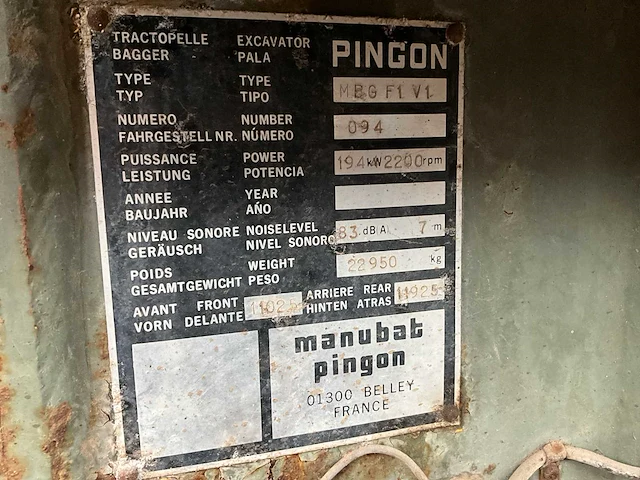 TRACTOPELLE EXCAVATOR PINGON
BAGGER PALA
TYPE TYPE MBG F1 V1
TYP TIPO
NUMERO NUMBER 094
FAHRGESTELL NR. NÚMERO
PUISSANCE POWER 194 kW 2200 rpm
LEISTUNG POTENCIA
ANNEE YEAR
BAUJAHR AÑO
NIVEAU SONORE NOISELEVEL 83 dBA 7 m
GERÄUSCH NIVEL SONORO
POIDS WEIGHT 22950 kg
GESAMTGEWICHT PESO
AVANT FRONT 11025 ARRIERE REAR 11925
VORN DELANTE HINTEN ATRAS
manubat
pingon
01300 BELLEY
FRANCE